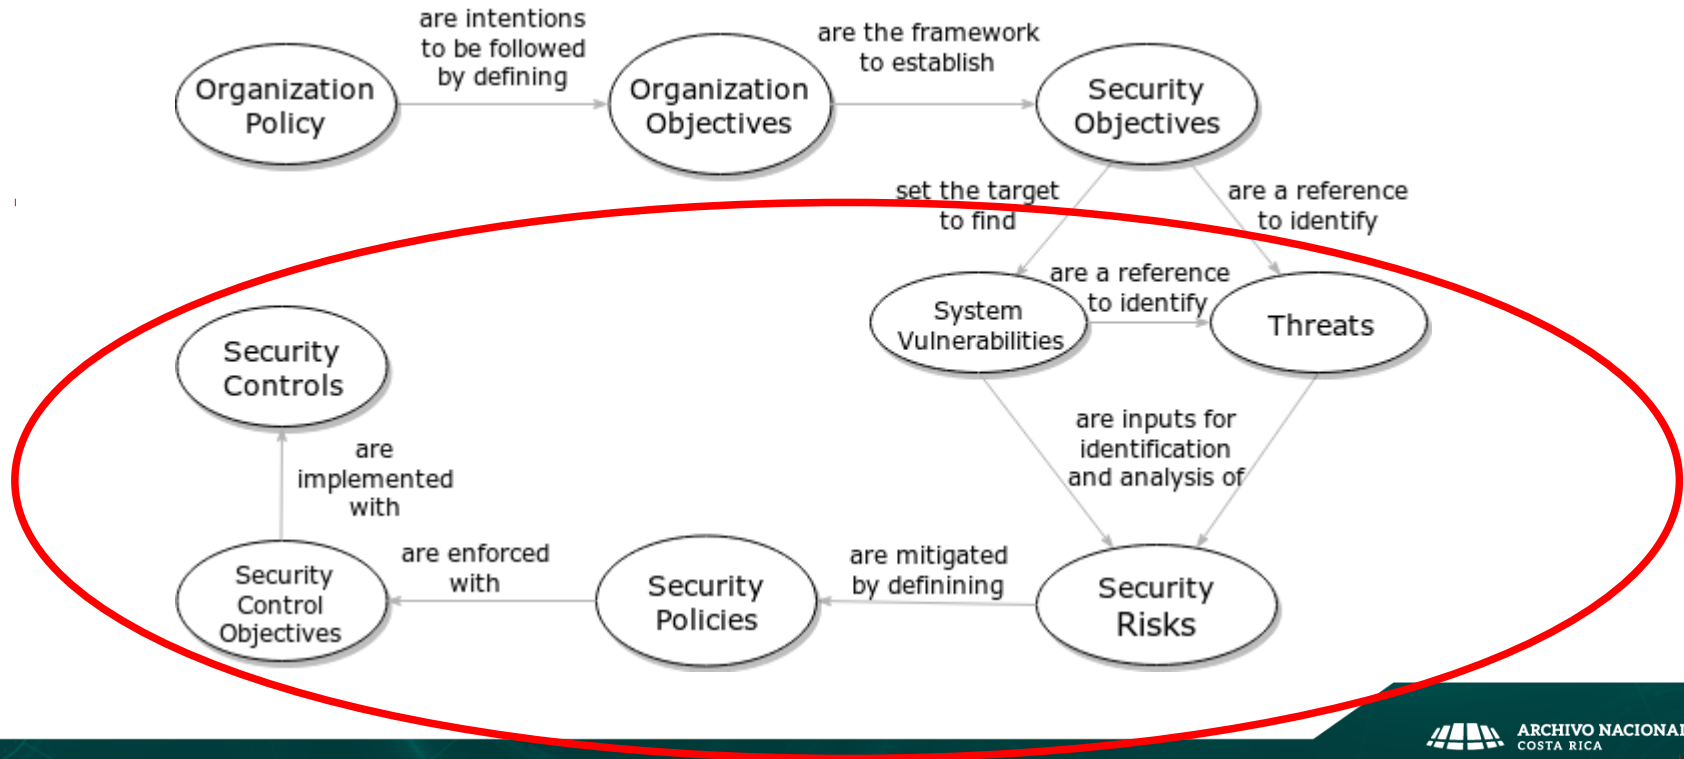 are intentions
to be followed
by defining
are the framework
to establish
Organization
Policy
Organization
Objectives
Security
Objectives
set the target
to find
are a reference
to identify
are a reference
to identify
System
Vulnerabilities
Threats
Security
Controls
are inputs for
identification
and analysis of
are
implemented
with
are enforced
with
are mitigated
by definining
Security
Control
Objectives
Security
Policies
Security
Risks
ARCHIVO NACIONAL
COSTA RICA